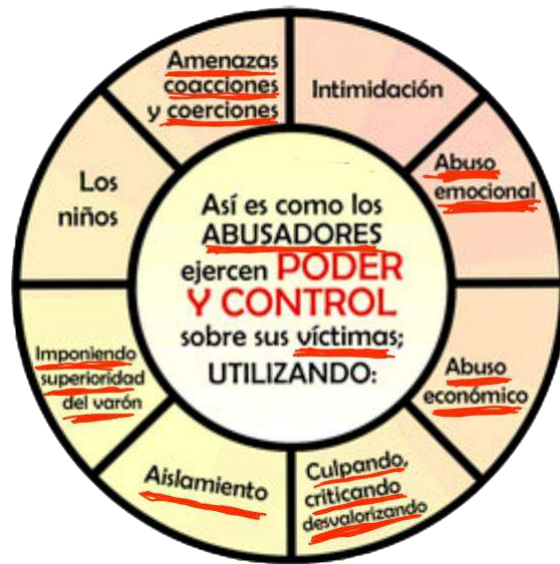 Amenazas
coacciones
y coerciones
Intimidación
Abuso
emocional
Abuso
económico
Culpando,
criticando
desvalorizando
Aislamiento
Imponiendo
superioridad
del varón
Los
niños
Así es como los
ABUSADORES
ejercen PODER
Y CONTROL
sobre sus víctimas;
UTILIZANDO: